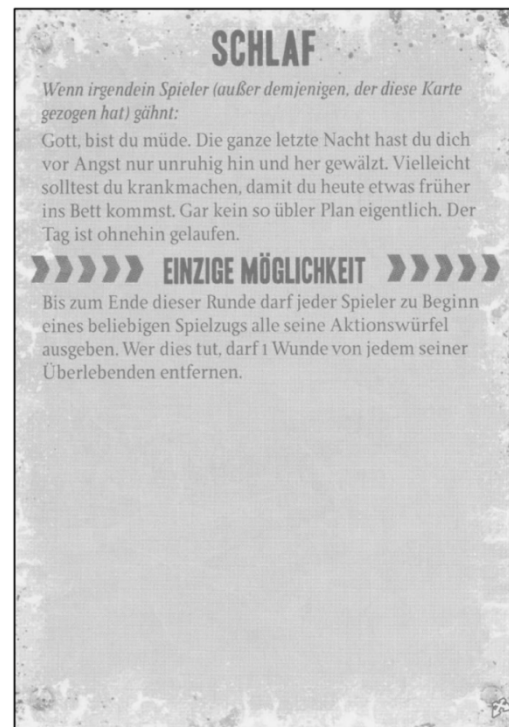 SCHLAF
Wenn irgendein Spieler (außer demjenigen, der diese Karte
gezogen hat) gähnt:
Gott, bist du müde. Die ganze letzte Nacht hast du dich
vor Angst nur unruhig hin und her gewälzt. Vielleicht
solltest du krankmachen, damit du heute etwas früher
ins Bett kommst. Gar kein so übler Plan eigentlich. Der
Tag ist ohnehin gelaufen.
EINZIGE MÖGLICHKEIT
Bis zum Ende dieser Runde darf jeder Spieler zu Beginn
eines beliebigen Spielzugs alle seine Aktionswürfel
ausgeben. Wer dies tut, darf 1 Wunde von jedem seiner
Überlebenden entfernen.